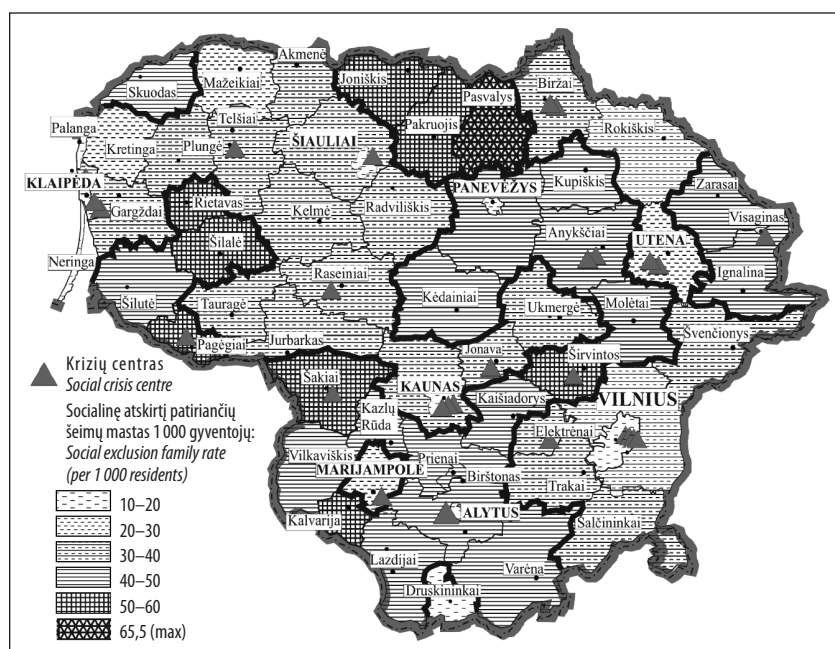 Akmenė
Skuodas
Mažeikiai
Joniškis
Biržai
Pasvalys
Palanga
Telšiai
Pakruojis
Rokiškis
Kretinga
Plungė
ŠIAULIAI
KLAIPĖDA
PANEVĖŽYS
Kupiškis
Zarasai
Gargždai
Rietavas
Kelmė
Radviliškis
Visaginas
Šilalė
Anykščiai
UTENA
Neringa
Raseiniai
Ignalina
Šilutė
Tauragė
Kėdainiai
Ukmergė
Molėtai
Švenčionys
Pagėgiai
Jurbarkas
Jonava
Širvintos
Krizių centras
Social crisis centre
Šakiai
KAUNAS
Kaišiadorys
VILNIUS
Socialinę atskirtį patiriančių
šeimų mastas 1 000 gyventojų:
Social exclusion family rate
(per 1 000 residents)
Kazlų
Rūda
Elektrėnai
Vilkaviškis
Prienai
MARIJAMPOLĖ
Birštonas
Trakai
Kalvarija
ALYTUS
Šalčininkai
Lazdijai
Varėna
Druskininkai
10–20
20–30
30–40
40–50
50–60
65,5 (max)